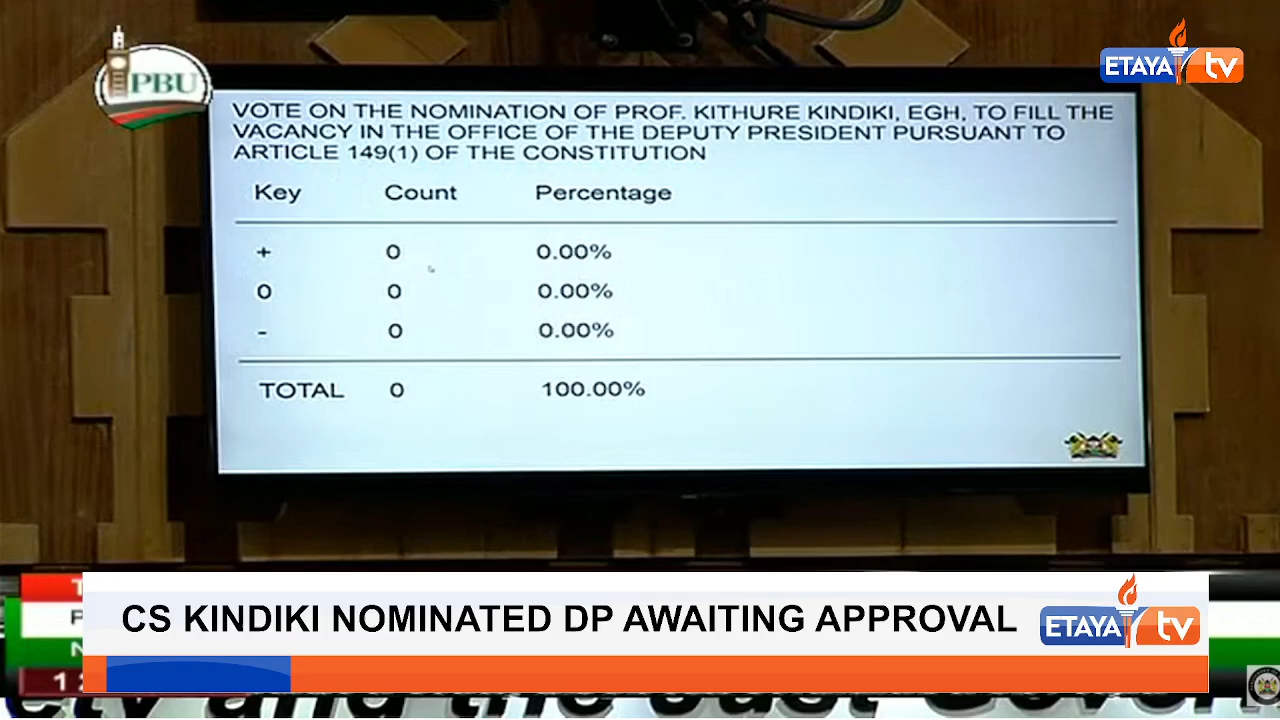 PBU
ETAYA tv
VOTE ON THE NOMINATION OF PROF. KITHURE KINDIKI, EGH, TO FILL THE
VACANCY IN THE OFFICE OF THE DEPUTY PRESIDENT PURSUANT TO
ARTICLE 149(1) OF THE CONSTITUTION
Key Count Percentage
+ 0 0.00%
0 0 0.00%
- 0 0.00%
TOTAL 0 100.00%
CS KINDIKI NOMINATED DP AWAITING APPROVAL
ETAYA tv
and the